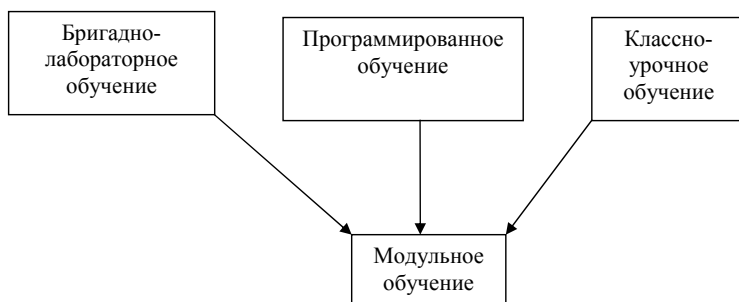 Бригадно-
лабораторное
обучение
Программированное
обучение
Классно-
урочное
обучение
Модульное
обучение